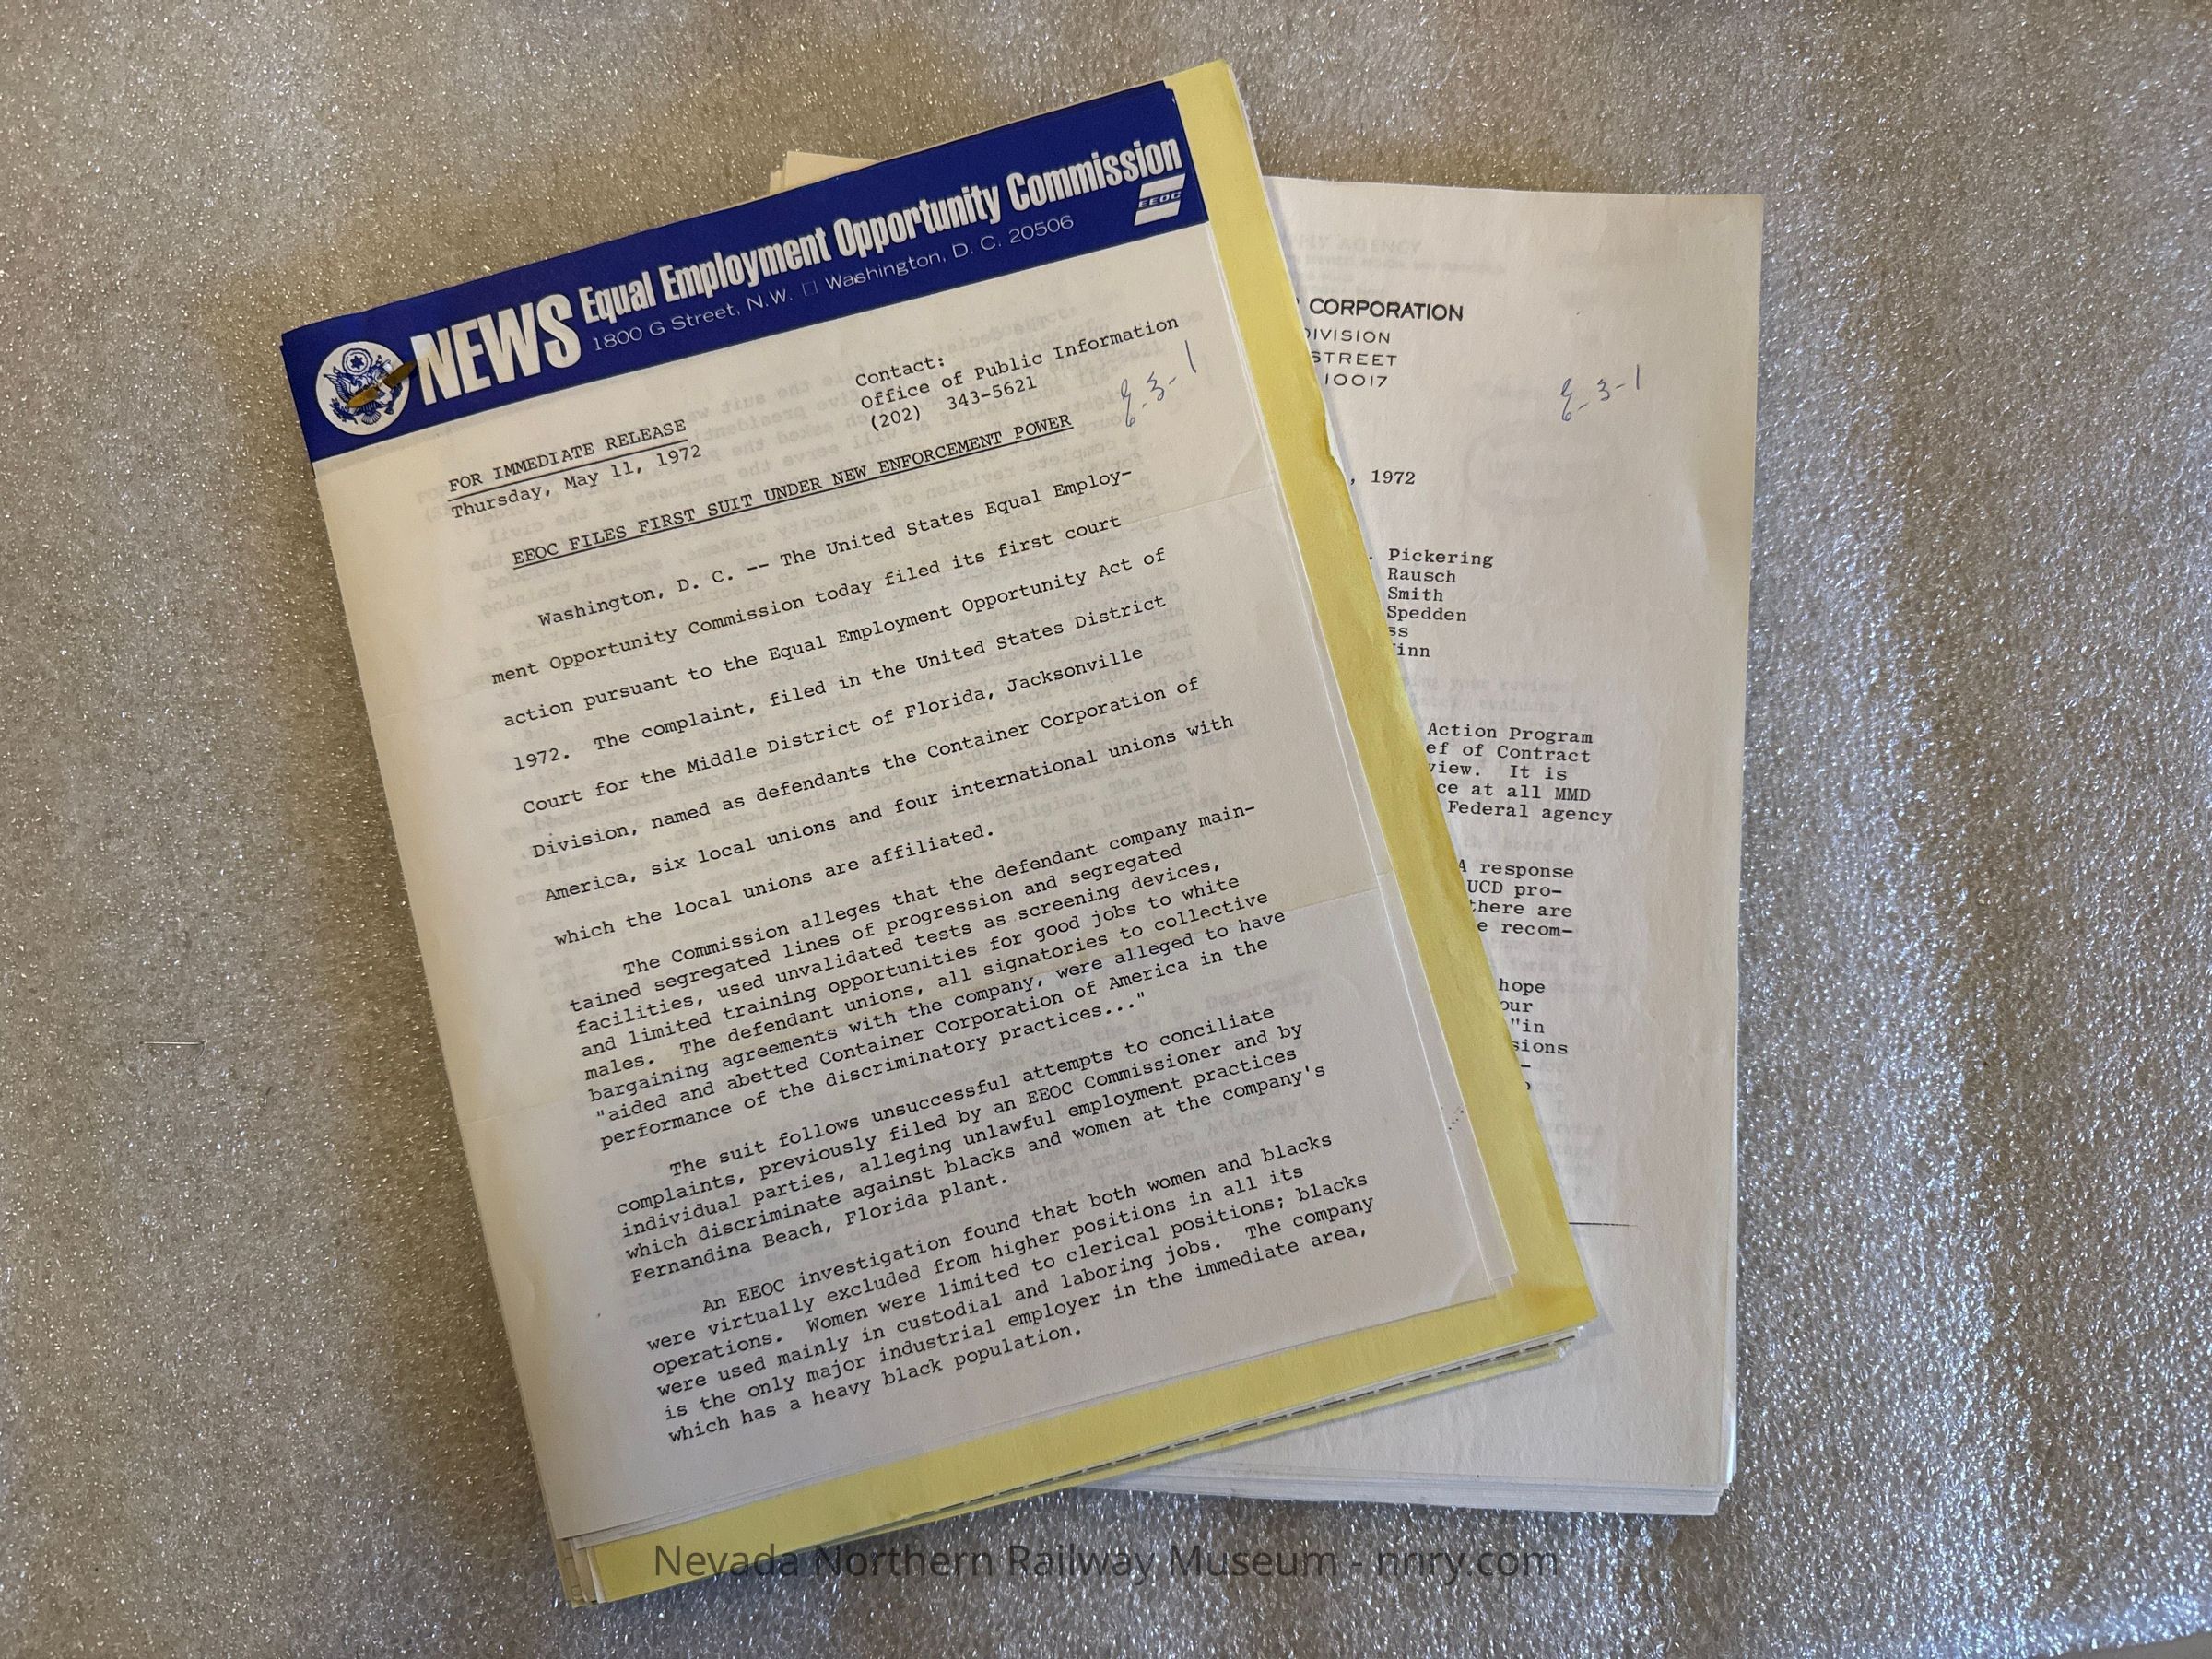 NEWS Equal Employment Opportunity Commission
1800 G Street, N.W. □ Washington, D. C. 20506
EEOC
Contact:
Office of Public Information
(202) 343-5621
E-3-1
FOR IMMEDIATE RELEASE
Thursday, May 11, 1972
EEOC FILES FIRST SUIT UNDER NEW ENFORCEMENT POWER
Washington, D. C. -- The United States Equal Employ-
ment Opportunity Commission today filed its first court
action pursuant to the Equal Employment Opportunity Act of
1972. The complaint, filed in the United States District
Court for the Middle District of Florida, Jacksonville
Division, named as defendants the Container Corporation of
America, six local unions and four international unions with
which the local unions are affiliated.
The Commission alleges that the defendant company main-
tained segregated lines of progression and segregated
facilities, used unvalidated tests as screening devices,
and limited training opportunities for good jobs to white
males. The defendant unions, all signatories to collective
bargaining agreements with the company, were alleged to have
"aided and abetted Container Corporation of America in the
performance of the discriminatory practices..."
The suit follows unsuccessful attempts to conciliate
complaints, previously filed by an EEOC Commissioner and by
individual parties, alleging unlawful employment practices
which discriminate against blacks and women at the company's
Fernandina Beach, Florida plant.
An EEOC investigation found that both women and blacks
were virtually excluded from higher positions in all its
operations. Women were limited to clerical positions; blacks
were used mainly in custodial and laboring jobs. The company
is the only major industrial employer in the immediate area,
which has a heavy black population.
CORPORATION
DIVISION
STREET
10017
E-3-1
, 1972
. Pickering
Rausch
Smith
Spedden
ss
inn
Action Program
ef of Contract
view. It is
ce at all MMD
Federal agency
A response
UCD pro-
there are
e recom-
hope
our
"in
sions
Nevada Northern Railway Museum - nnry.com